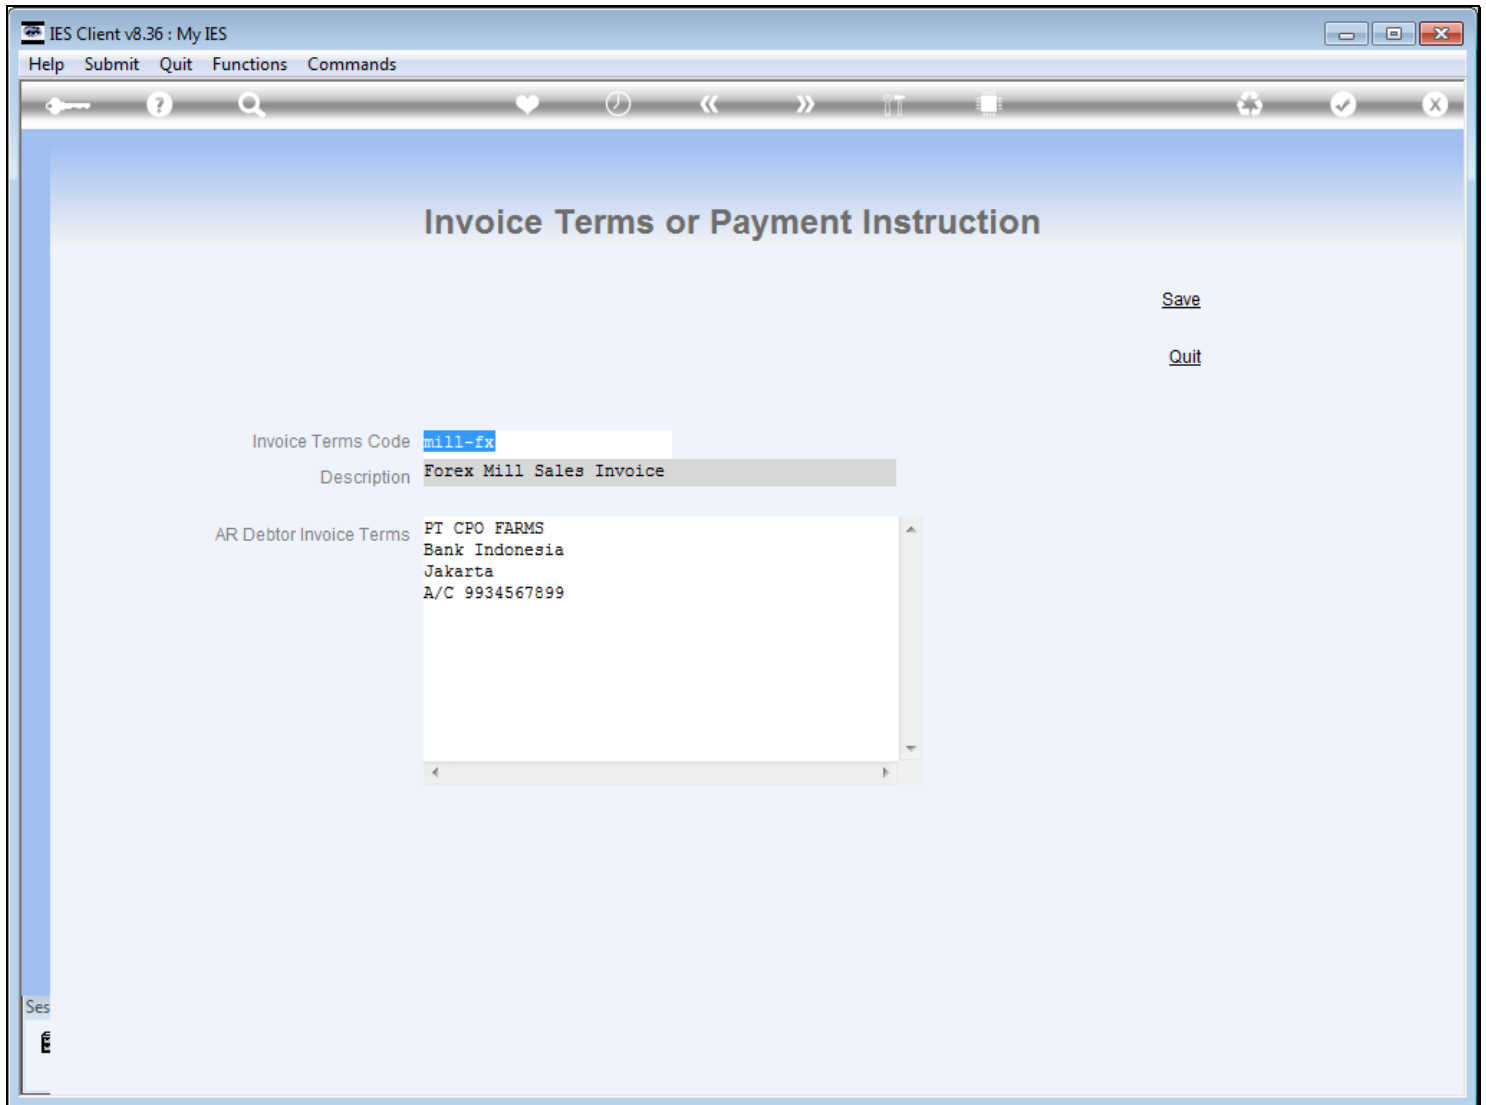 IES Client v8.36 : My IES
Help Submit Quit Functions Commands
Invoice Terms or Payment Instruction
Save
Quit
Invoice Terms Code mill-fx
Description Forex Mill Sales Invoice
AR Debtor Invoice Terms PT CPO FARMS
Bank Indonesia
Jakarta
A/C 9934567899
Ses